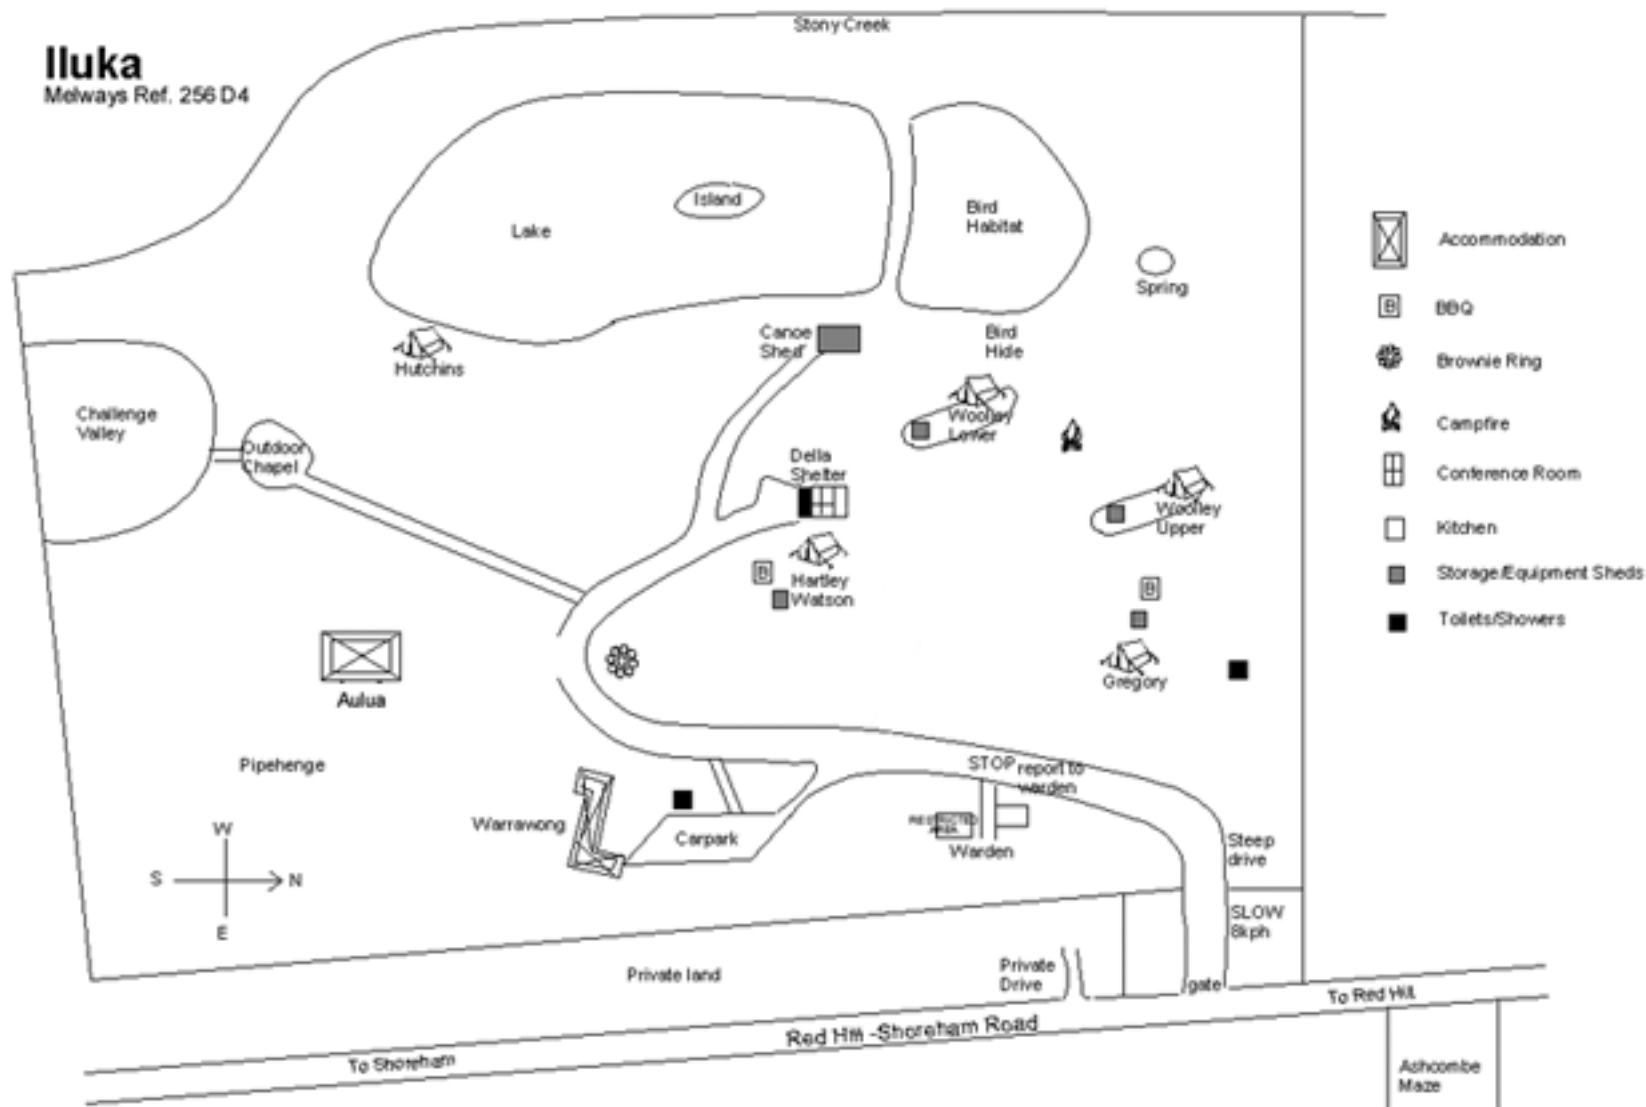 Stony Creek
Iluka
Melways Ref. 256 D4
Island
Lake
Bird
Habitat
Spring
Accommodation
B
BBQ
Brownie Ring
Campfire
Conference Room
Kitchen
Storage/Equipment Sheds
Toilets/Showers
Canoe
Shed
Bird
Hide
Hutchins
Challenge
Valley
Outdoor
Chapel
Woolley
Lower
Della
Shelter
Woolley
Upper
B
Hartley
Watson
B
Gregory
Aulua
Pipehenge
STOP report to
warden
Warrawong
Carpark
RESTRICTED
AREA
Warden
Steep
drive
W
S
N
E
SLOW
8kph
Private land
Private
Drive
gate
To Red Hill
Red Hill -Shoreham Road
To Shoreham
Ashcombe
Maze